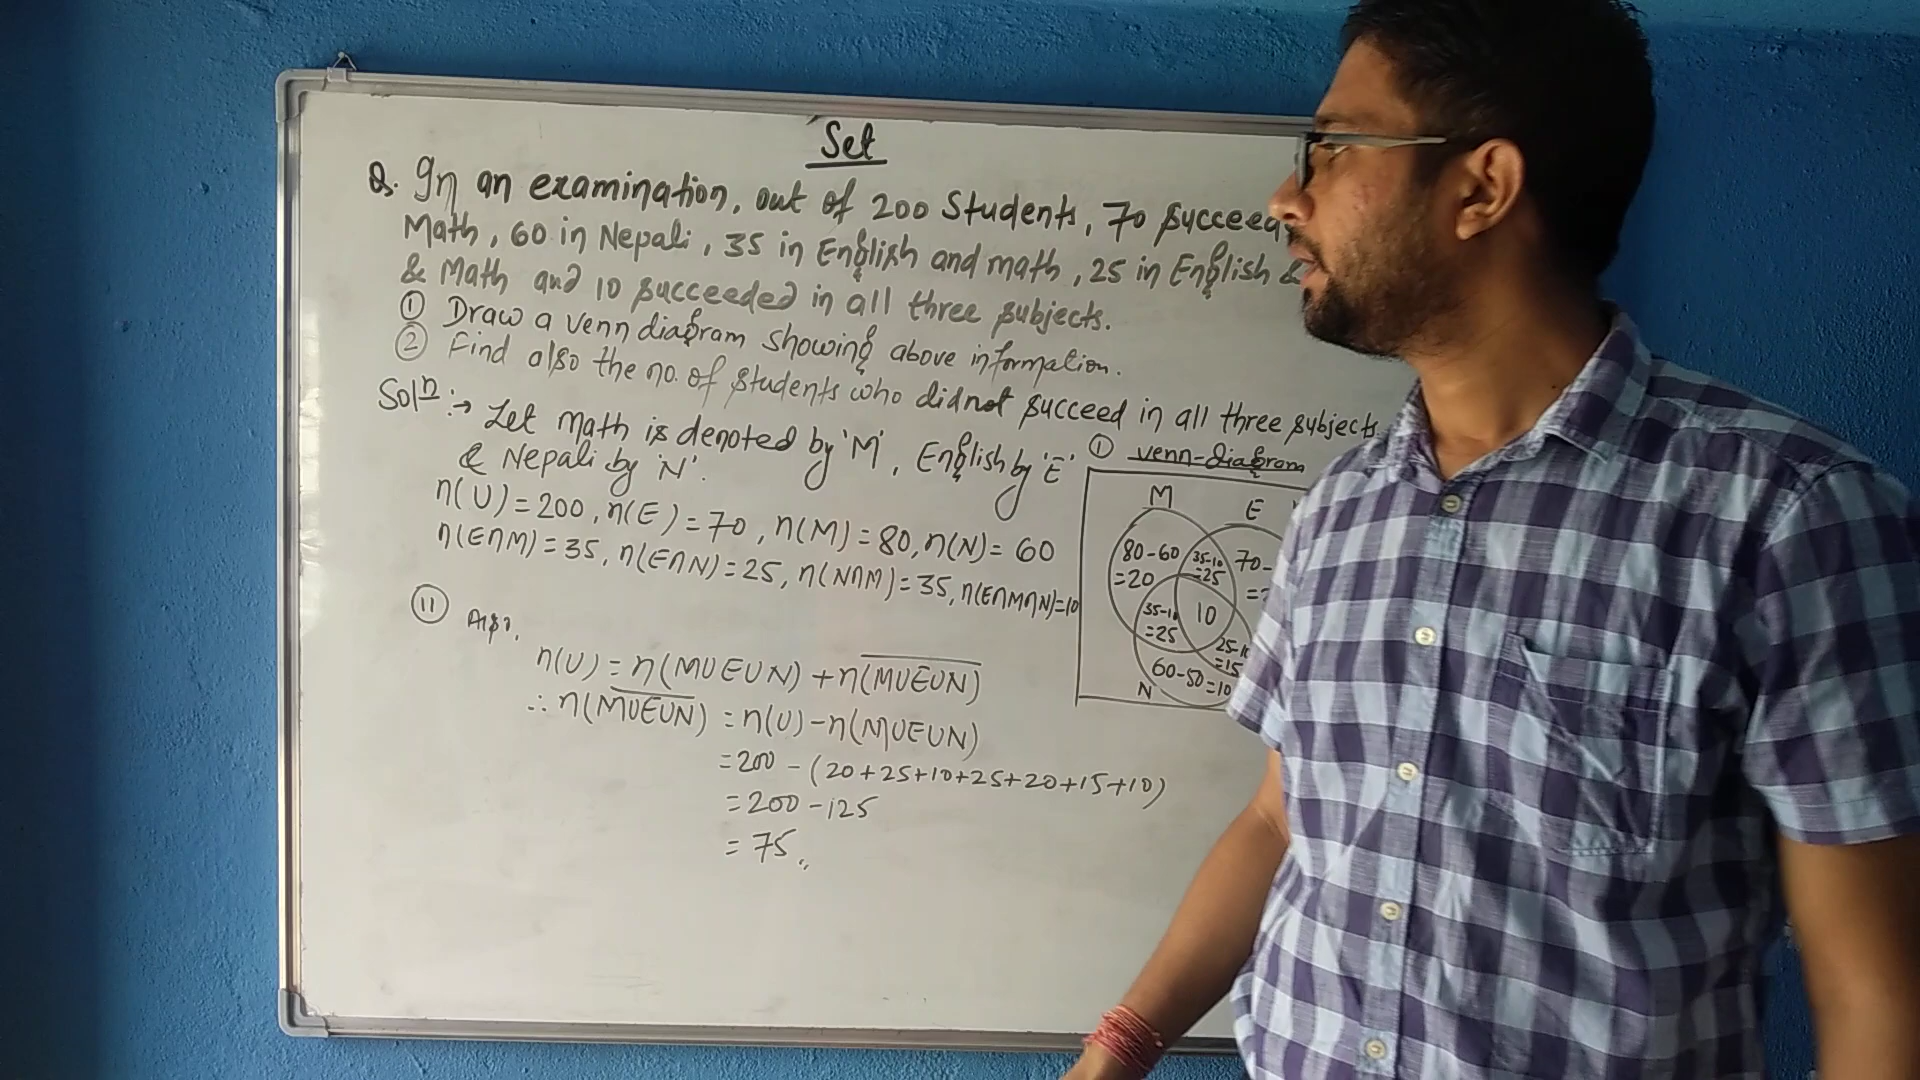 Set
Q. In an examination, out of 200 Students, 70 succeed
Math, 60 in Nepali, 35 in English and math, 25 in English &
& Math and 10 succeeded in all three subjects.
① Draw a venn diagram showing above information.
② Find also the no. of students who did not succeed in all three subjects
Solⁿ :→ Let Math is denoted by 'M', English by 'E'
& Nepali by 'N'.
n(U) = 200, n(E) = 70, n(M) = 80, n(N) = 60
n(E∩M) = 35, n(E∩N) = 25, n(N∩M) = 35, n(E∩M∩N) = 10
① venn-diagram
M E
80-60 35-10 70-
=20 =25 =
35-10 10
=25 25-10
=15
60-50=10
N
(II)
n(U) = n(M∪E∪N) + n(\overline{M∪E∪N})
∴ n(\overline{M∪E∪N}) = n(U) - n(M∪E∪N)
= 200 - (20+25+10+25+20+15+10)
= 200 - 125
= 75